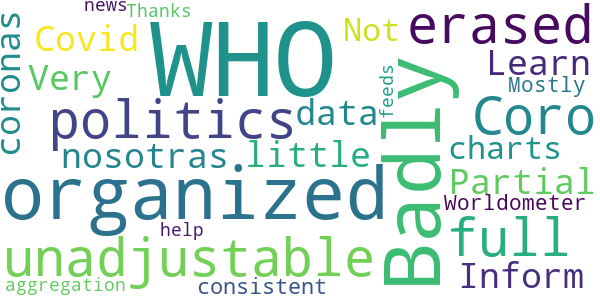 news
Thanks
coronas
Covid
WHO
Not
erased
Very
Learn
feeds
Mostly
politics
data
Badly
Coro
nosotras
little
charts
organized
Partial
Worldometer
help
full
unadjustable
Inform
aggregation
consistent